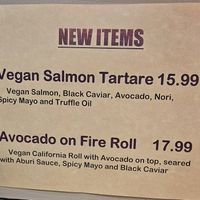 NEW ITEMS
Vegan Salmon Tartare 15.99
Vegan Salmon, Black Caviar, Avocado, Nori,
Spicy Mayo and Truffle Oil
Avocado on Fire Roll 17.99
Vegan California Roll with Avocado on top, seared
with Aburi Sauce, Spicy Mayo and Black Caviar